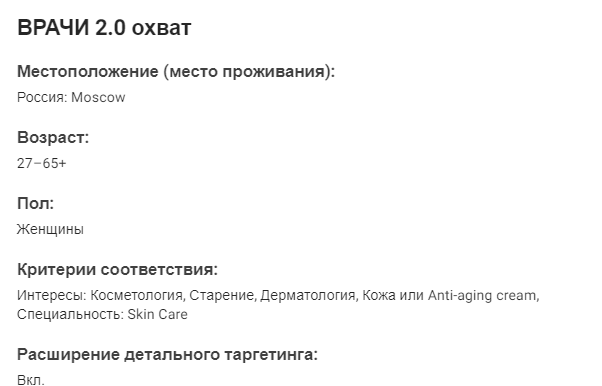 ВРАЧИ 2.0 охват
Местоположение (место проживания):
Россия: Moscow
Возраст:
27–65+
Пол:
Женщины
Критерии соответствия:
Интересы: Косметология, Старение, Дерматология, Кожа или Anti-aging cream,
Специальность: Skin Care
Расширение детального таргетинга:
Вкл.